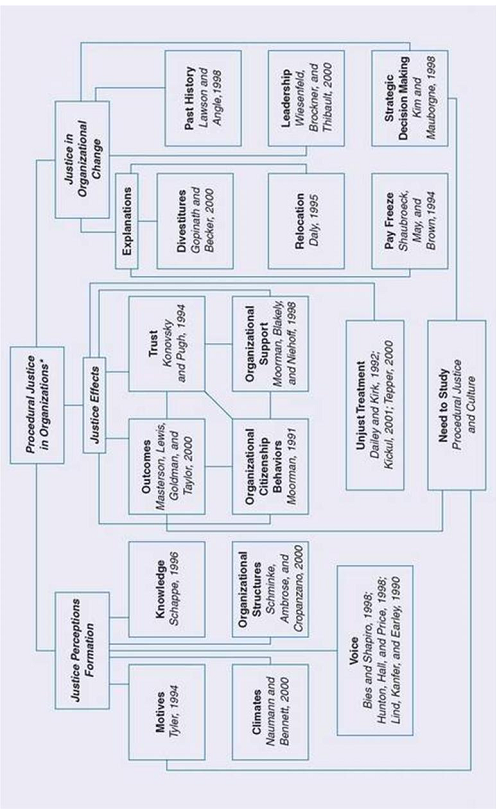 Procedural Justice
in Organizations*
Justice Perceptions
Formation
Justice Effects
Justice in
Organizational
Change
Motives
Tyler, 1994
Knowledge
Schappe, 1996
Climates
Naumann and
Bennett, 2000
Organizational
Structures
Schminke,
Ambrose, and
Cropanzano, 2000
Voice
Bies and Shapiro, 1998;
Hunton, Hall, and Price, 1998;
Lind, Kanfer, and Earley, 1990
Outcomes
Masterson, Lewis,
Goldman, and
Taylor, 2000
Trust
Konovsky
and Pugh, 1994
Organizational
Citizenship
Behaviors
Moorman, 1991
Organizational
Support
Moorman, Blakely,
and Niehoff, 1998
Unjust Treatment
Dailey and Kirk, 1992;
Kickul, 2001; Tepper, 2000
Explanations
Divestitures
Gopinath and
Becker, 2000
Relocation
Daly, 1995
Pay Freeze
Shaubroeck,
May, and
Brown,1994
Past History
Lawson and
Angle,1998
Leadership
Wiesenfeld,
Brockner, and
Thibault, 2000
Strategic
Decision Making
Kim and
Mauborgne, 1998
Need to Study
Procedural Justice
and Culture